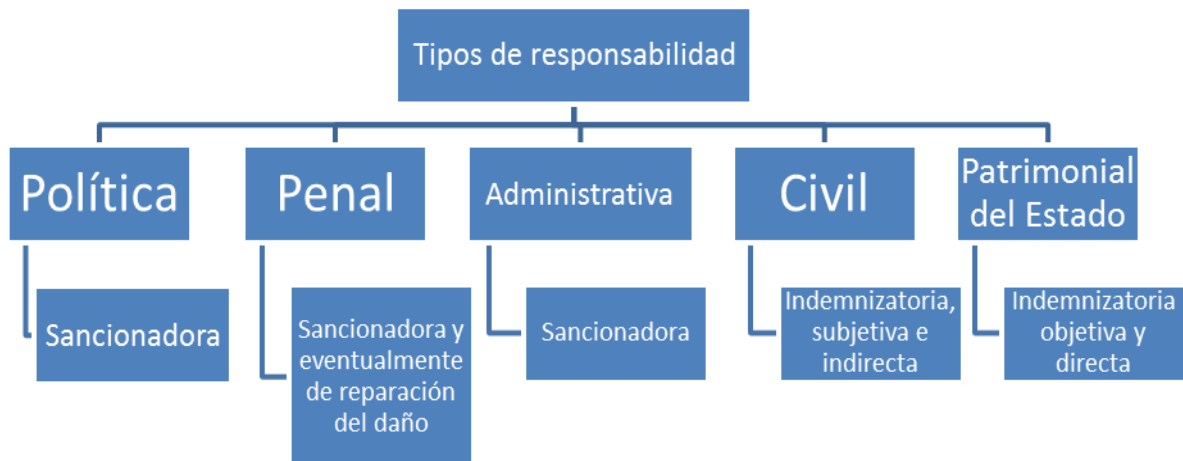 Tipos de responsabilidad
Política
Sancionadora
Penal
Sancionadora y
eventualmente
de reparación
del daño
Administrativa
Sancionadora
Civil
Indemnizatoria,
subjetiva e
indirecta
Patrimonial
del Estado
Indemnizatoria
objetiva y
directa